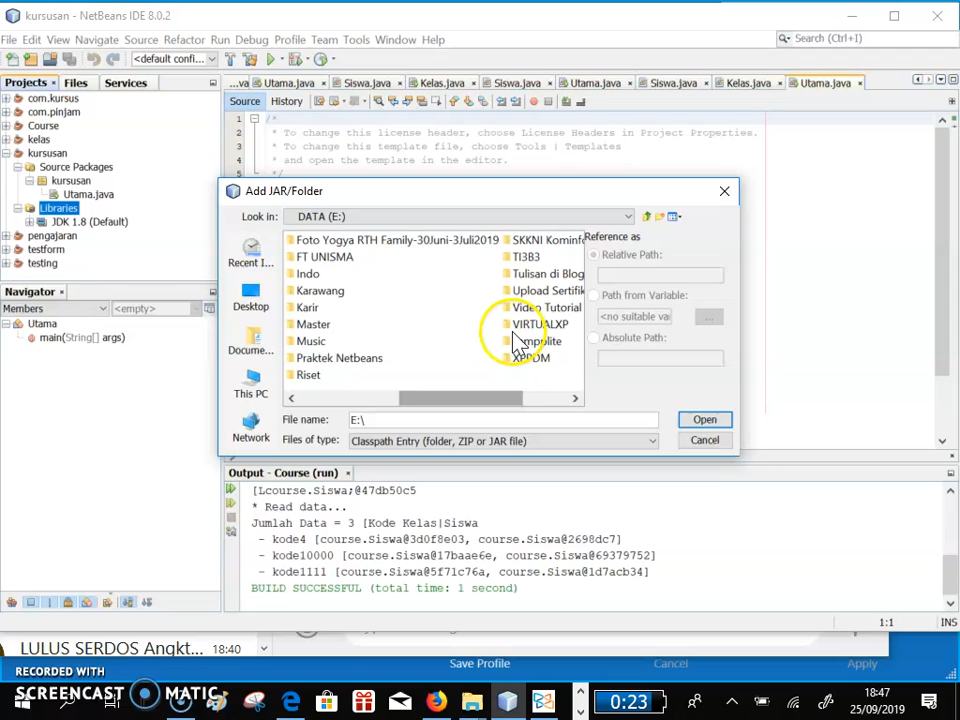 kursusan - NetBeans IDE 8.0.2
File Edit View Navigate Source Refactor Run Debug Profile Team Tools Window Help
Search (Ctrl+I)
<default confi...
Projects × Files Services
...va Utama.java × Siswa.java × Kelas.java × Siswa.java × Utama.java × Siswa.java × Kelas.java × Utama.java ×
Source History
com.kursus
com.pinjam
Course
kelas
kursusan
Source Packages
kursusan
Utama.java
Libraries
JDK 1.8 (Default)
pengajaran
testform
testing
1 /*
2 * To change this license header, choose License Headers in Project Properties.
3 * To change this template file, choose Tools | Templates
4 * and open the template in the editor.
5 */
Add JAR/Folder
Look in: DATA (E:)
Recent I...
Desktop
Docume...
This PC
Network
Foto Yogya RTH Family-30Juni-3Juli2019
FT UNISMA
Indo
Karawang
Karir
Master
Music
Praktek Netbeans
Riset
SKKNI Kominfo
TI3B3
Tulisan di Blog
Upload Sertifik
Video Tutorial
VIRTUALXP
XPPDM
Reference as
Relative Path:
Path from Variable:
<no suitable va
...
Absolute Path:
File name: E:\
Open
Files of type: Classpath Entry (folder, ZIP or JAR file)
Cancel
Navigator ×
Members <empty>
Utama
main(String[] args)
Output - Course (run) ×
[Lcourse.Siswa;@47db50c5
* Read data...
Jumlah Data = 3 [Kode Kelas|Siswa
- kode4 [course.Siswa@3d0f8e03, course.Siswa@2698dc7]
- kode10000 [course.Siswa@17baae6e, course.Siswa@69379752]
- kode1111 [course.Siswa@5f71c76a, course.Siswa@1d7acb34]
BUILD SUCCESSFUL (total time: 1 second)
1:1 INS
LULUS SERDOS Angkt... 18:40
Save Profile Cancel Apply
RECORDED WITH
SCREENCAST MATIC
0:23
18:47
25/09/2019